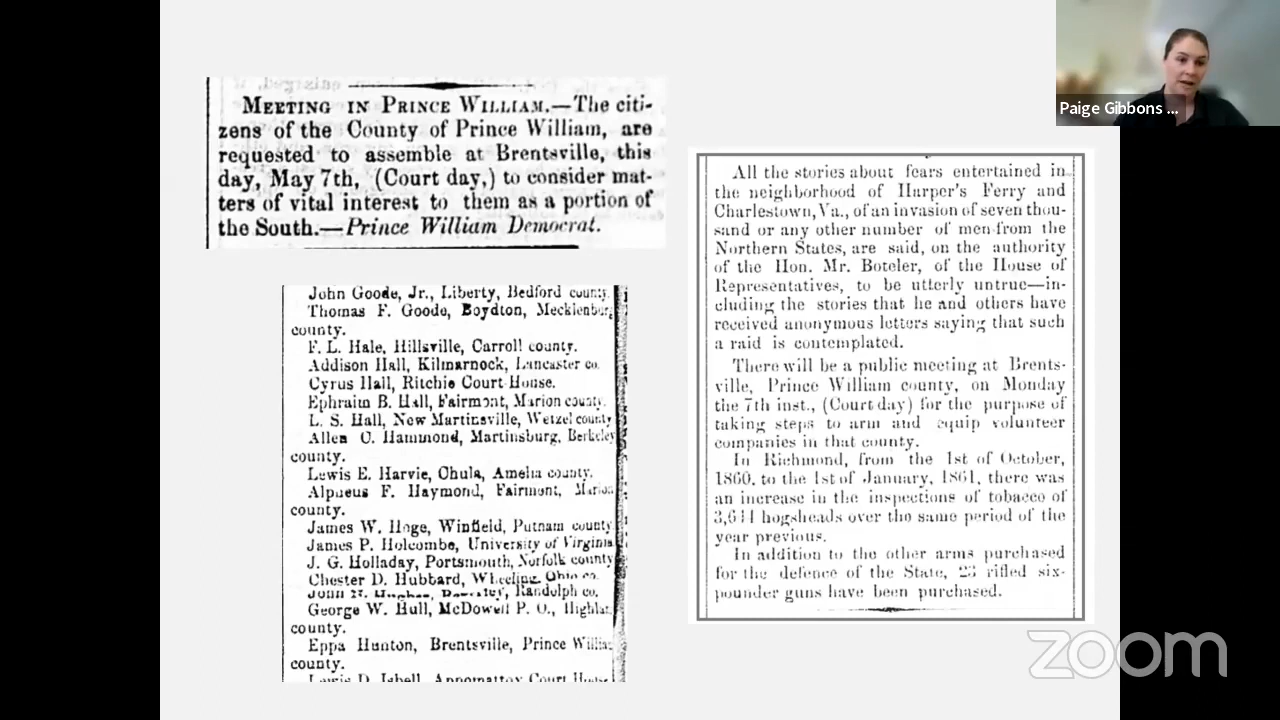 MEETING IN PRINCE WILLIAM.—The citi-
zens of the County of Prince William, are
requested to assemble at Brentsville, this
day, May 7th, (Court day,) to consider mat-
ters of vital interest to them as a portion of
the South.—Prince William Democrat.
John Goode, Jr., Liberty, Bedford county.
Thomas F. Goode, Boydton, Mecklenburg
county.
F. L. Hale, Hillsville, Carroll county.
Addison Hall, Kilmarnock, Lancaster co.
Cyrus Hall, Ritchie Court House.
Ephraim B. Hall, Fairmont, Marion county.
L. S. Hall, New Martinsville, Wetzel county
Allen C. Hammond, Martinsburg, Berkeley
county.
Lewis E. Harvie, Chula, Amelia county.
Alpheus F. Haymond, Fairmont, Marion
county.
James W. Hoge, Winfield, Putnam county
James P. Holcombe, University of Virginia
J. G. Holladay, Portsmouth, Norfolk county
Chester D. Hubbard, Wheeling, Ohio co.
John N. Randolph co.
George W. Hull, McDowell P. O., Highlan
county.
Eppa Hunton, Brentsville, Prince Willia
county.
Lewis D. Isbell, Appomattox Court House
All the stories about fears entertained in
the neighborhood of Harper's Ferry and
Charlestown, Va., of an invasion of seven thou-
sand or any other number of men from the
Northern States, are said, on the authority
of the Hon. Mr. Boteler, of the House of
Representatives, to be utterly untrue—in-
cluding the stories that he and others have
received anonymous letters saying that such
a raid is contemplated.
There will be a public meeting at Brents-
ville, Prince William county, on Monday
the 7th inst., (Court day) for the purpose of
taking steps to arm and equip volunteer
companies in that county.
In Richmond, from the 1st of October,
1860, to the 1st of January, 1861, there was
an increase in the inspections of tobacco of
3,641 hogsheads over the same period of the
year previous.
In addition to the other arms purchased
for the defence of the State, 23 rifled six-
pounder guns have been purchased.
Paige Gibbons ...
zoom